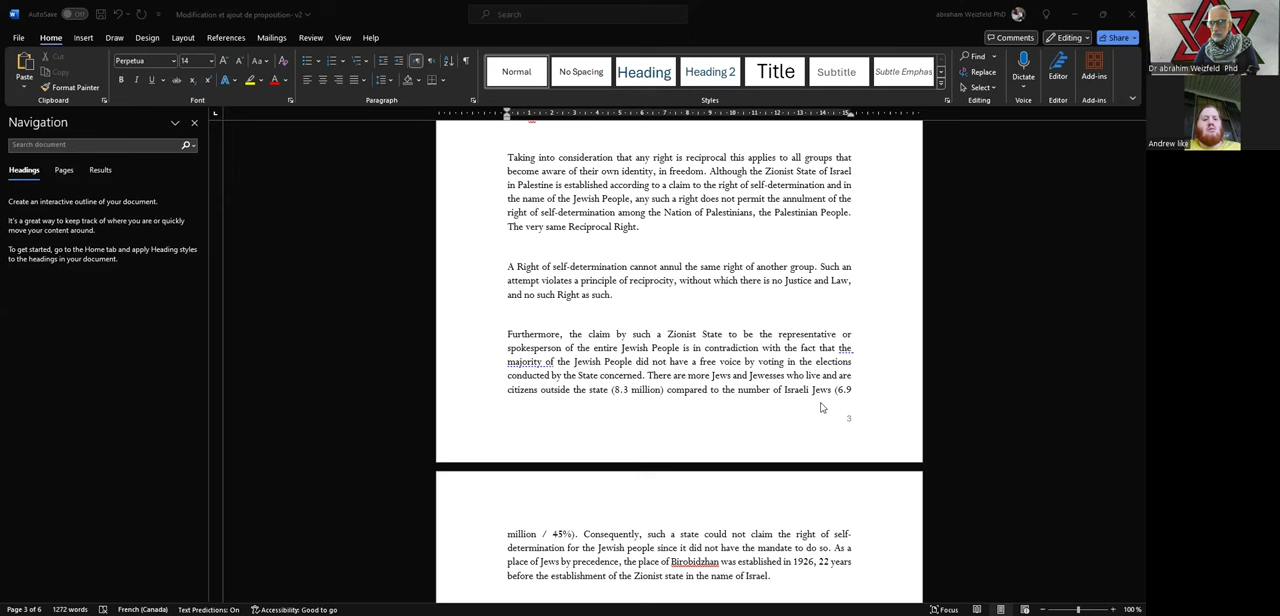 AutoSave Off Modification et ajout de proposition- v2 Search abraham Weizfeld PhD
File Home Insert Draw Design Layout References Mailings Review View Help Comments Editing Share
Paste Cut Copy Format Painter Clipboard
Perpetua 14 Font
Paragraph
Normal No Spacing Heading Heading 2 Title Subtitle Subtle Emphas Styles
Find Replace Select Editing
Dictate Voice
Editor Editor
Add-ins Add-ins
Dr abrahim Weizfeld Phd
Andrew like
Navigation
Search document
Headings Pages Results
Create an interactive outline of your document.
It's a great way to keep track of where you are or quickly
move your content around.
To get started, go to the Home tab and apply Heading styles
to the headings in your document.
Taking into consideration that any right is reciprocal this applies to all groups that
become aware of their own identity, in freedom. Although the Zionist State of Israel
in Palestine is established according to a claim to the right of self-determination and in
the name of the Jewish People, any such a right does not permit the annulment of the
right of self-determination among the Nation of Palestinians, the Palestinian People.
The very same Reciprocal Right.
A Right of self-determination cannot annul the same right of another group. Such an
attempt violates a principle of reciprocity, without which there is no Justice and Law,
and no such Right as such.
Furthermore, the claim by such a Zionist State to be the representative or
spokesperson of the entire Jewish People is in contradiction with the fact that the
majority of the Jewish People did not have a free voice by voting in the elections
conducted by the State concerned. There are more Jews and Jewesses who live and are
citizens outside the state (8.3 million) compared to the number of Israeli Jews (6.9
3
million / 45%). Consequently, such a state could not claim the right of self-
determination for the Jewish people since it did not have the mandate to do so. As a
place of Jews by precedence, the place of Birobidzhan was established in 1926, 22 years
before the establishment of the Zionist state in the name of Israel.
Page 3 of 6 1272 words French (Canada) Text Predictions: On Accessibility: Good to go Focus 100 %